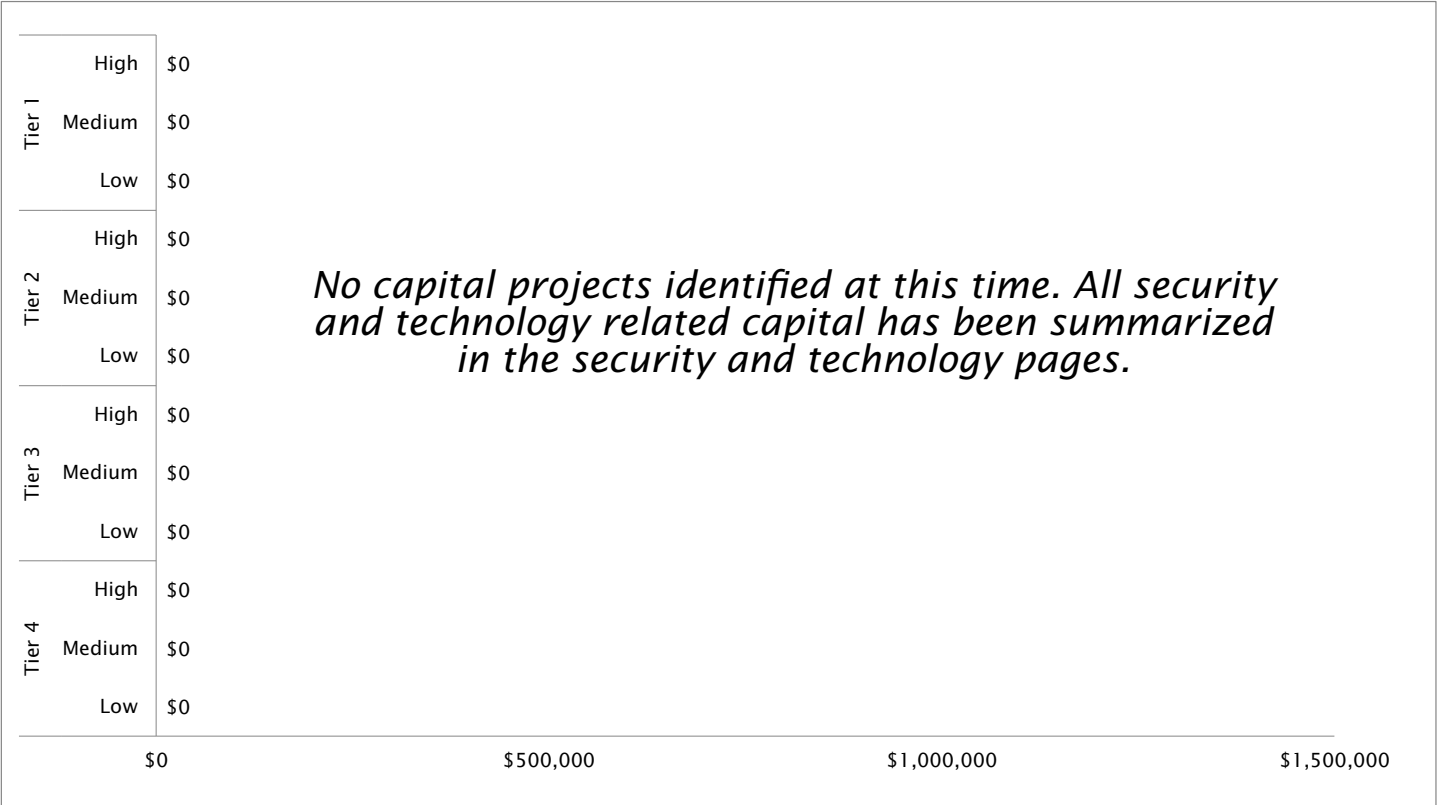 Tier 1
High $0
Medium $0
Low $0
Tier 2
High $0
Medium $0
Low $0
Tier 3
High $0
Medium $0
Low $0
Tier 4
High $0
Medium $0
Low $0
No capital projects identified at this time. All security
and technology related capital has been summarized
in the security and technology pages.
$0 $500,000 $1,000,000 $1,500,000